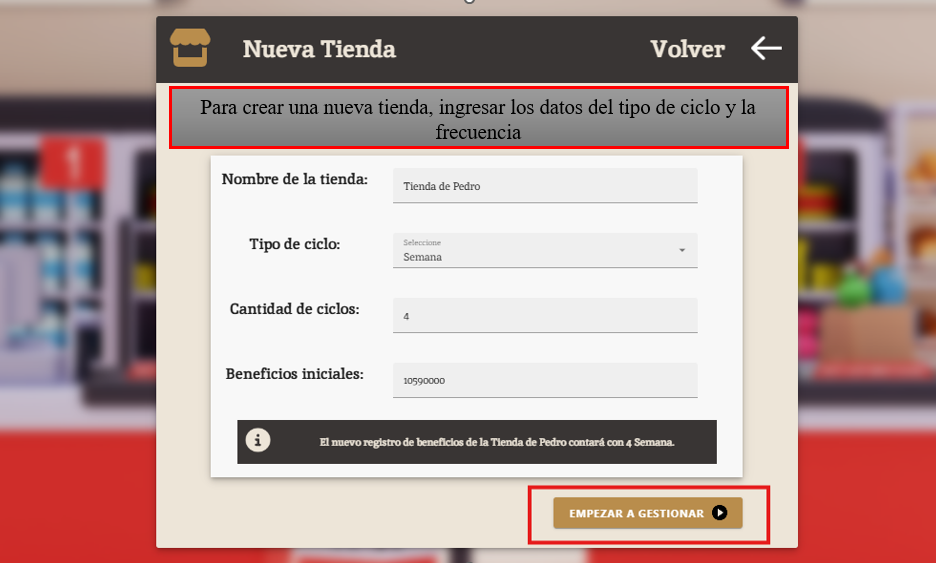 Nueva Tienda
Volver
Para crear una nueva tienda, ingresar los datos del tipo de ciclo y la
frecuencia
1
Nombre de la tienda:
Tienda de Pedro
Tipo de ciclo:
Seleccione
Semana
Cantidad de ciclos:
4
Beneficios iniciales:
10590000
El nuevo registro de beneficios de la Tienda de Pedro contará con 4 Semana.
EMPEZAR A GESTIONAR